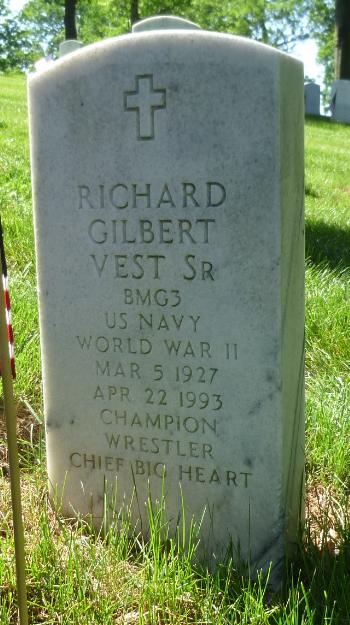 RICHARD
GILBERT
VEST SR
BMG3
US NAVY
WORLD WAR II
MAR 5 1927
APR 22 1993
CHAMPION
WRESTLER
CHIEF BIG HEART